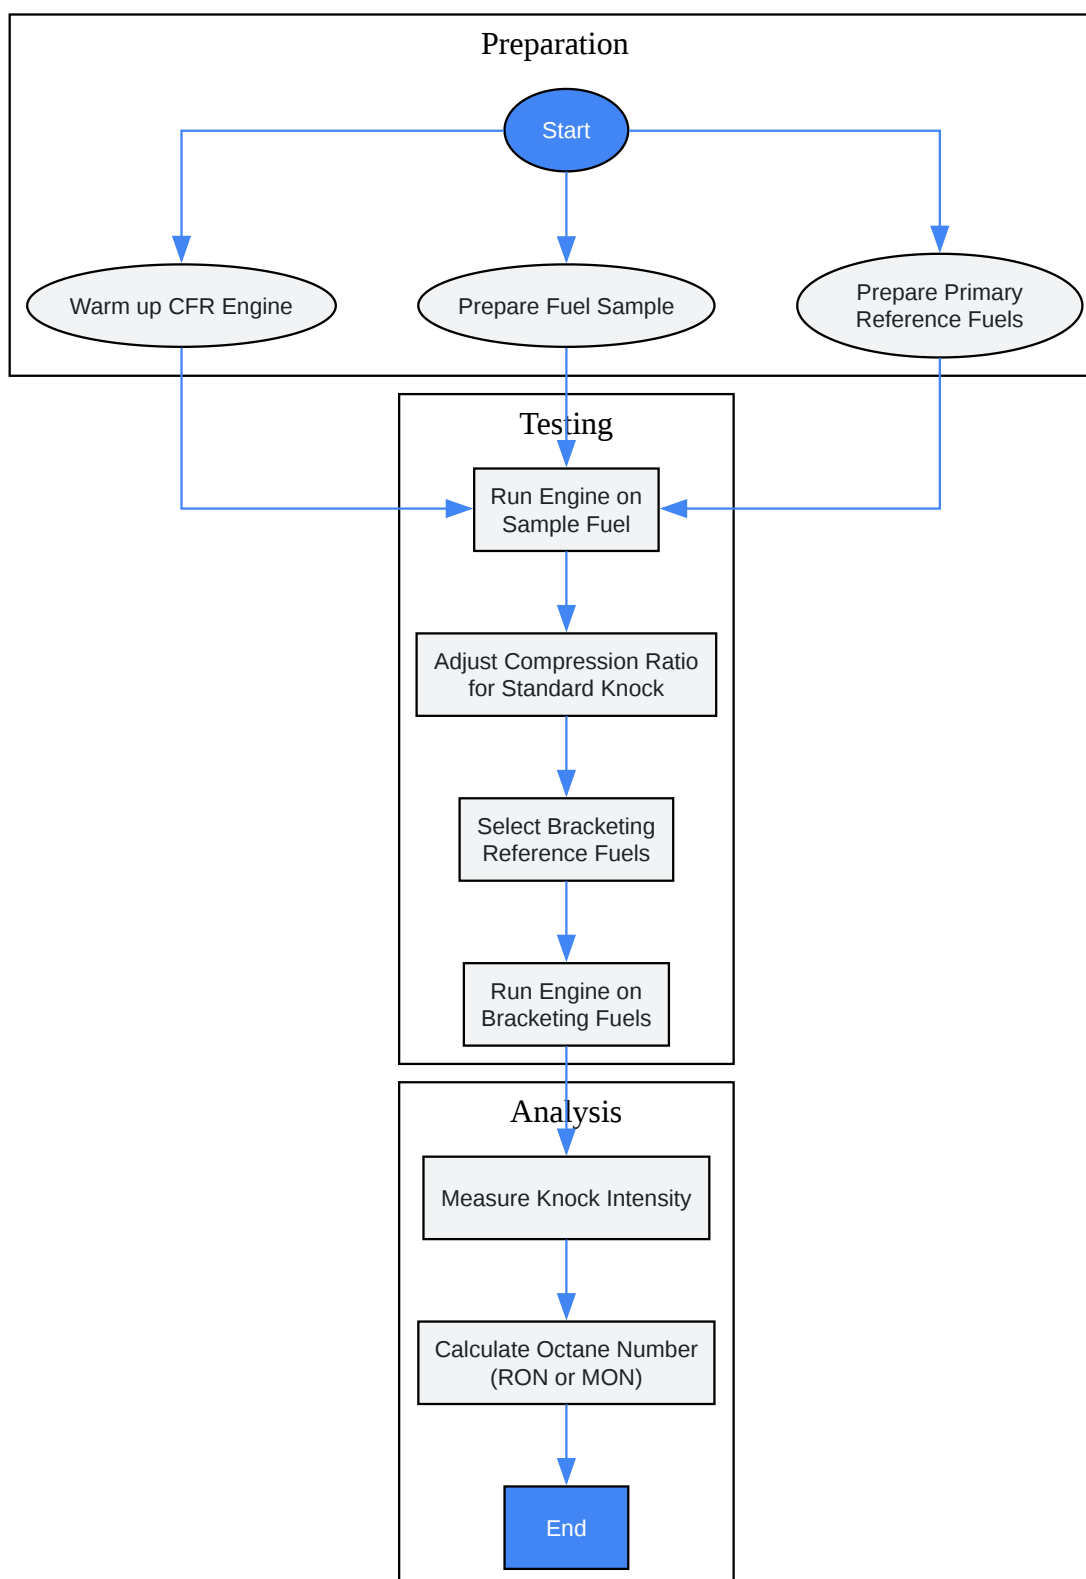 Preparation
Start
Warm up CFR Engine
Prepare Fuel Sample
Prepare Primary
Reference Fuels
Testing
Run Engine on
Sample Fuel
Adjust Compression Ratio
for Standard Knock
Select Bracketing
Reference Fuels
Run Engine on
Bracketing Fuels
Analysis
Measure Knock Intensity
Calculate Octane Number
(RON or MON)
End